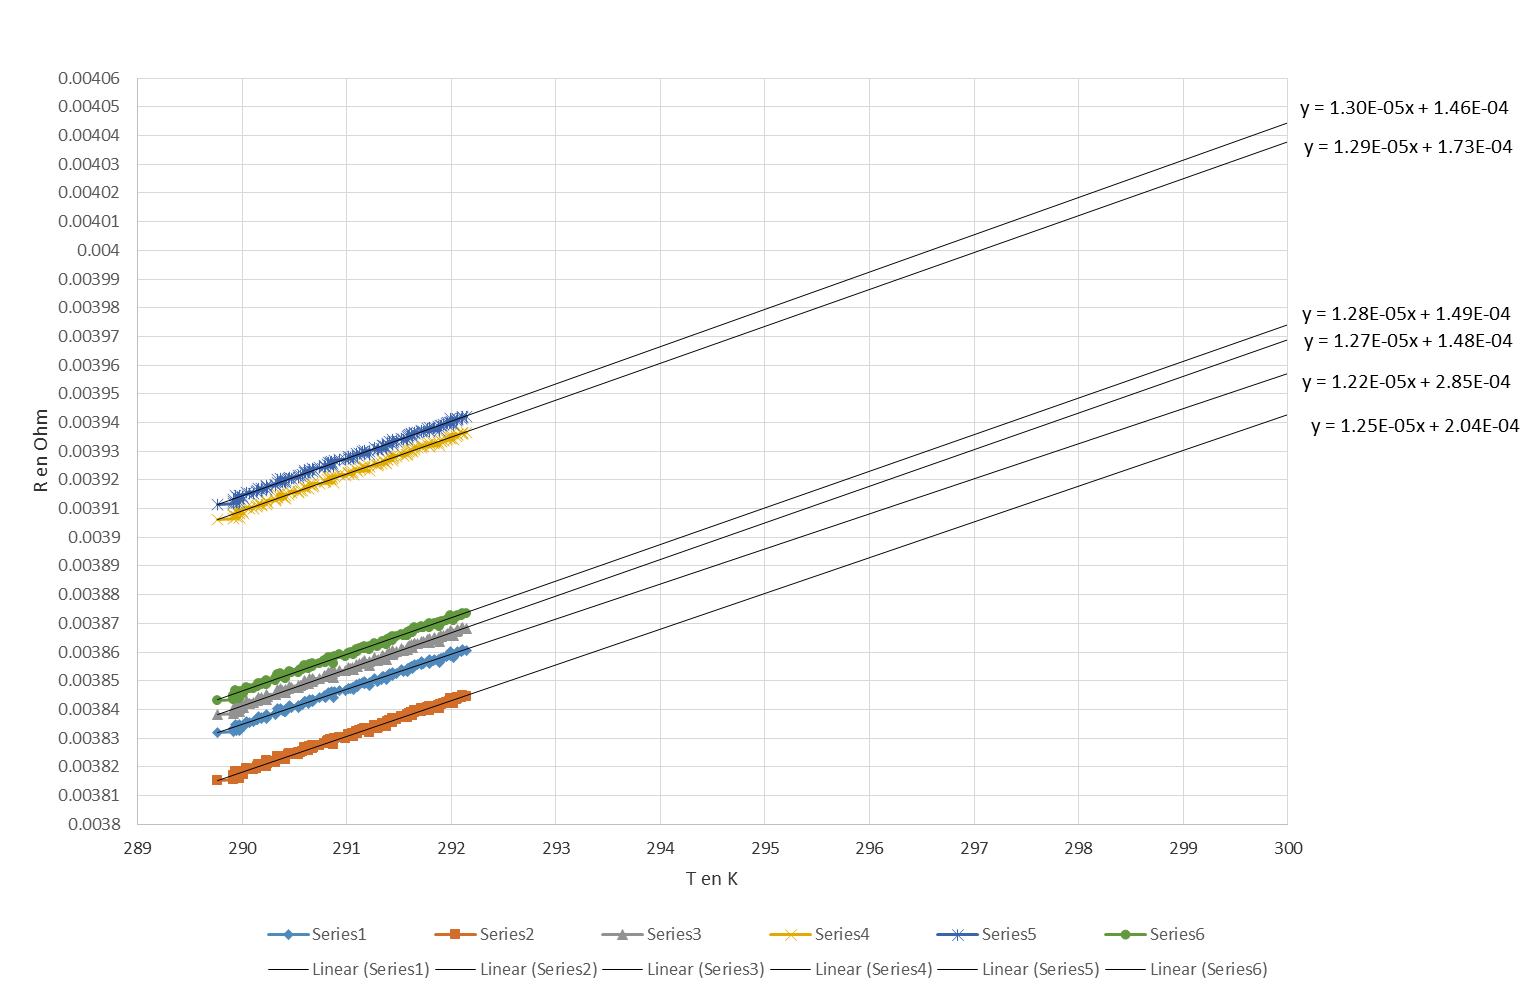 0.00406
0.00405
0.00404
0.00403
0.00402
0.00401
0.004
0.00399
0.00398
0.00397
0.00396
0.00395
0.00394
0.00393
0.00392
0.00391
0.0039
0.00389
0.00388
0.00387
0.00386
0.00385
0.00384
0.00383
0.00382
0.00381
0.0038
R en Ohm
y = 1.30E-05x + 1.46E-04
y = 1.29E-05x + 1.73E-04
y = 1.28E-05x + 1.49E-04
y = 1.27E-05x + 1.48E-04
y = 1.22E-05x + 2.85E-04
y = 1.25E-05x + 2.04E-04
289 290 291 292 293 294 295 296 297 298 299 300
T en K
Series1 Series2 Series3 Series4 Series5 Series6
Linear (Series1) Linear (Series2) Linear (Series3) Linear (Series4) Linear (Series5) Linear (Series6)